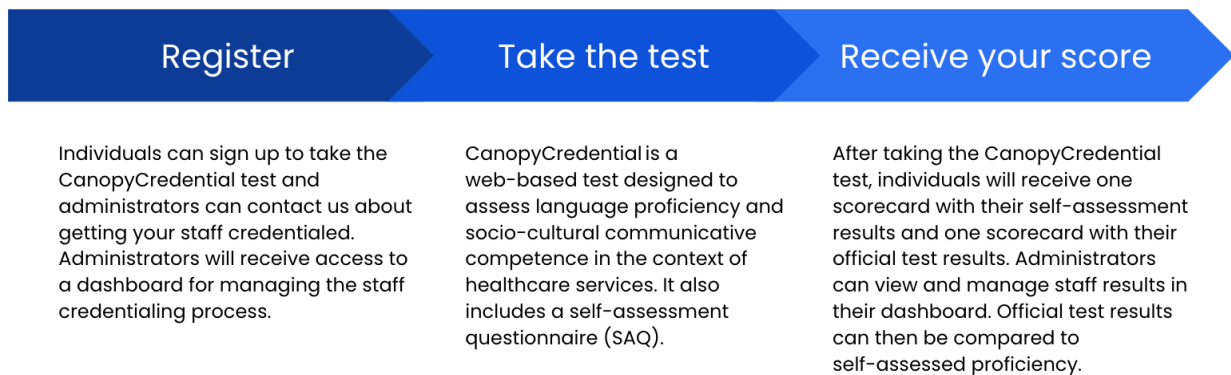 Register
Take the test
Receive your score
Individuals can sign up to take the
CanopyCredential test and
administrators can contact us about
getting your staff credentialed.
Administrators will receive access to
a dashboard for managing the staff
credentialing process.
CanopyCredential is a
web-based test designed to
assess language proficiency and
socio-cultural communicative
competence in the context of
healthcare services. It also
includes a self-assessment
questionnaire (SAQ).
After taking the CanopyCredential
test, individuals will receive one
scorecard with their self-assessment
results and one scorecard with their
official test results. Administrators
can view and manage staff results in
their dashboard. Official test results
can then be compared to
self-assessed proficiency.